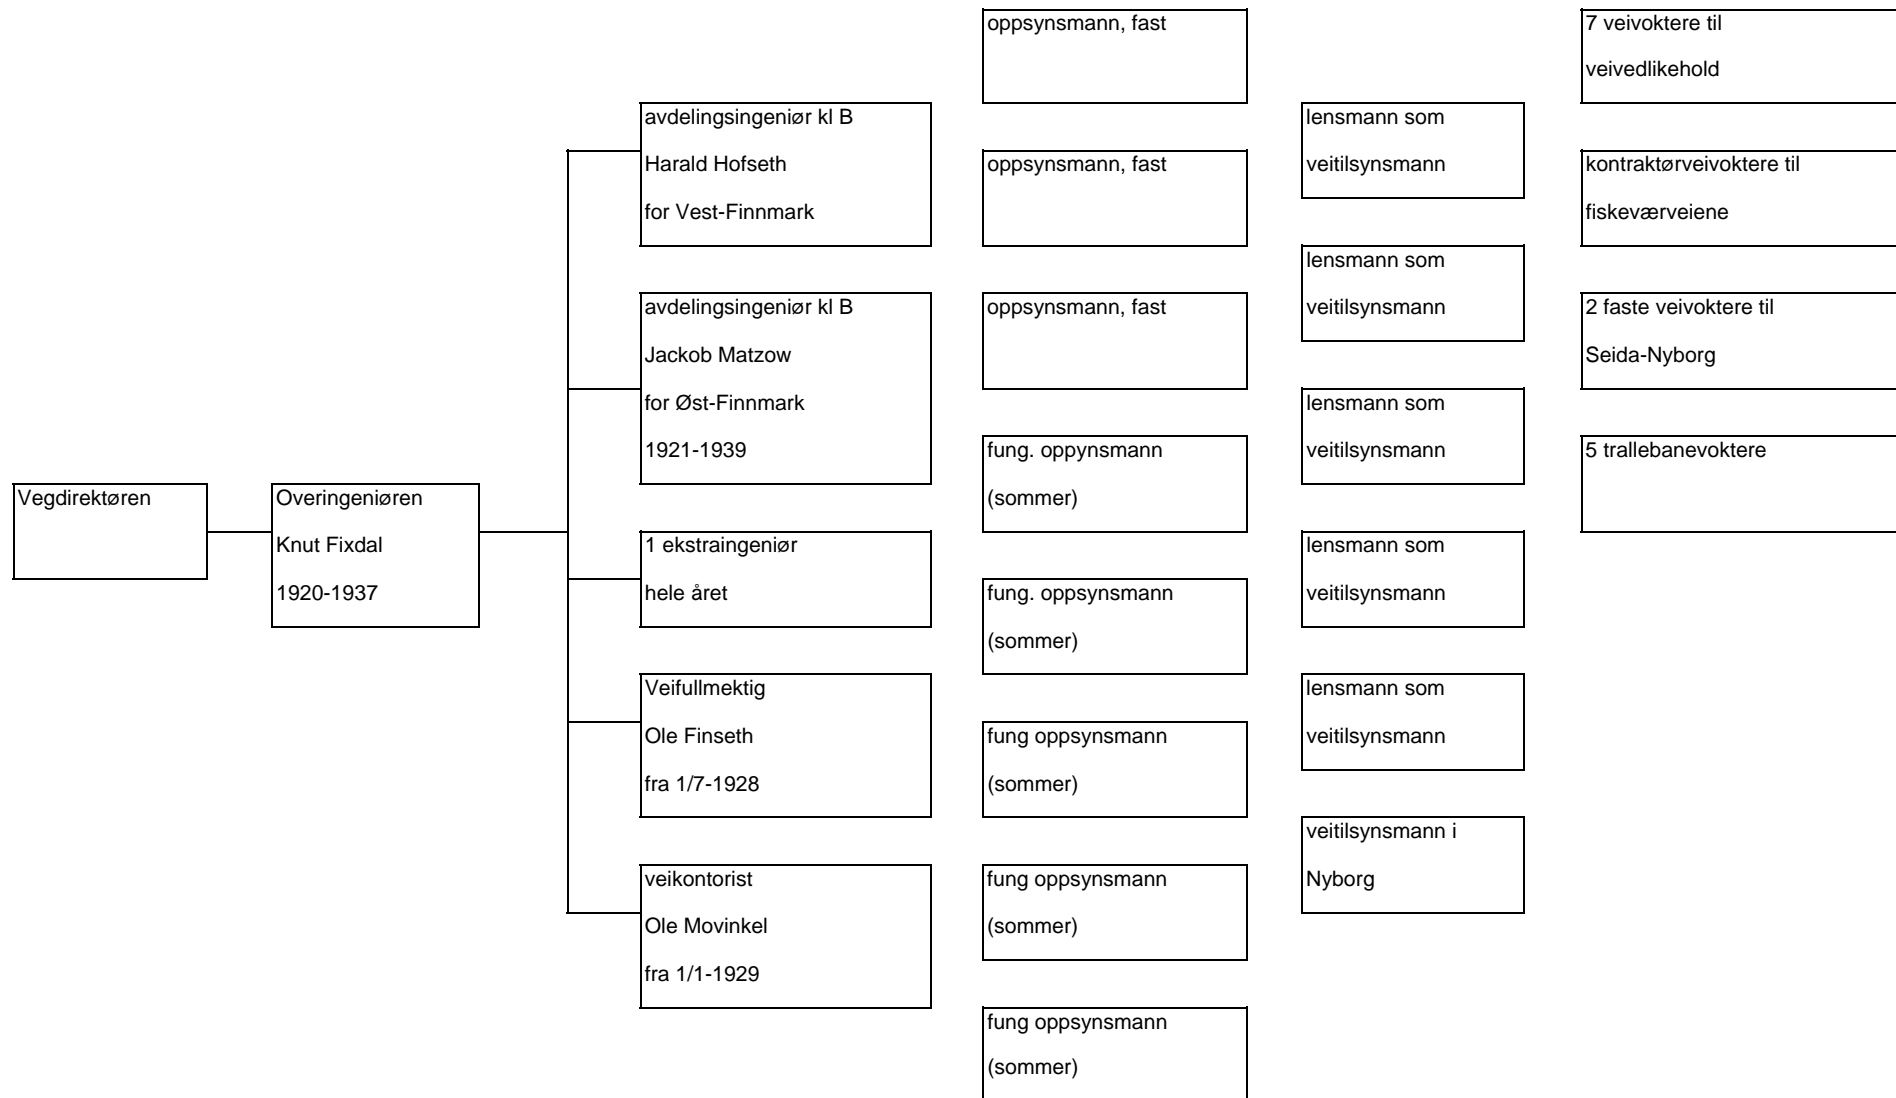 Vegdirektøren
Overingeniøren
Knut Fixdal
1920-1937
avdelingsingeniør kl B
Harald Hofseth
for Vest-Finnmark
avdelingsingeniør kl B
Jackob Matzow
for Øst-Finnmark
1921-1939
1 ekstraingeniør
hele året
Veifullmektig
Ole Finseth
fra 1/7-1928
veikontorist
Ole Movinkel
fra 1/1-1929
oppsynsmann, fast
oppsynsmann, fast
oppsynsmann, fast
fung. oppynsmann
(sommer)
fung. oppsynsmann
(sommer)
fung oppsynsmann
(sommer)
fung oppsynsmann
(sommer)
fung oppsynsmann
(sommer)
lensmann som
veitilsynsmann
lensmann som
veitilsynsmann
lensmann som
veitilsynsmann
lensmann som
veitilsynsmann
lensmann som
veitilsynsmann
veitilsynsmann i
Nyborg
7 veivoktere til
veivedlikehold
kontraktørveivoktere til
fiskeværveiene
2 faste veivoktere til
Seida-Nyborg
5 trallebanevoktere